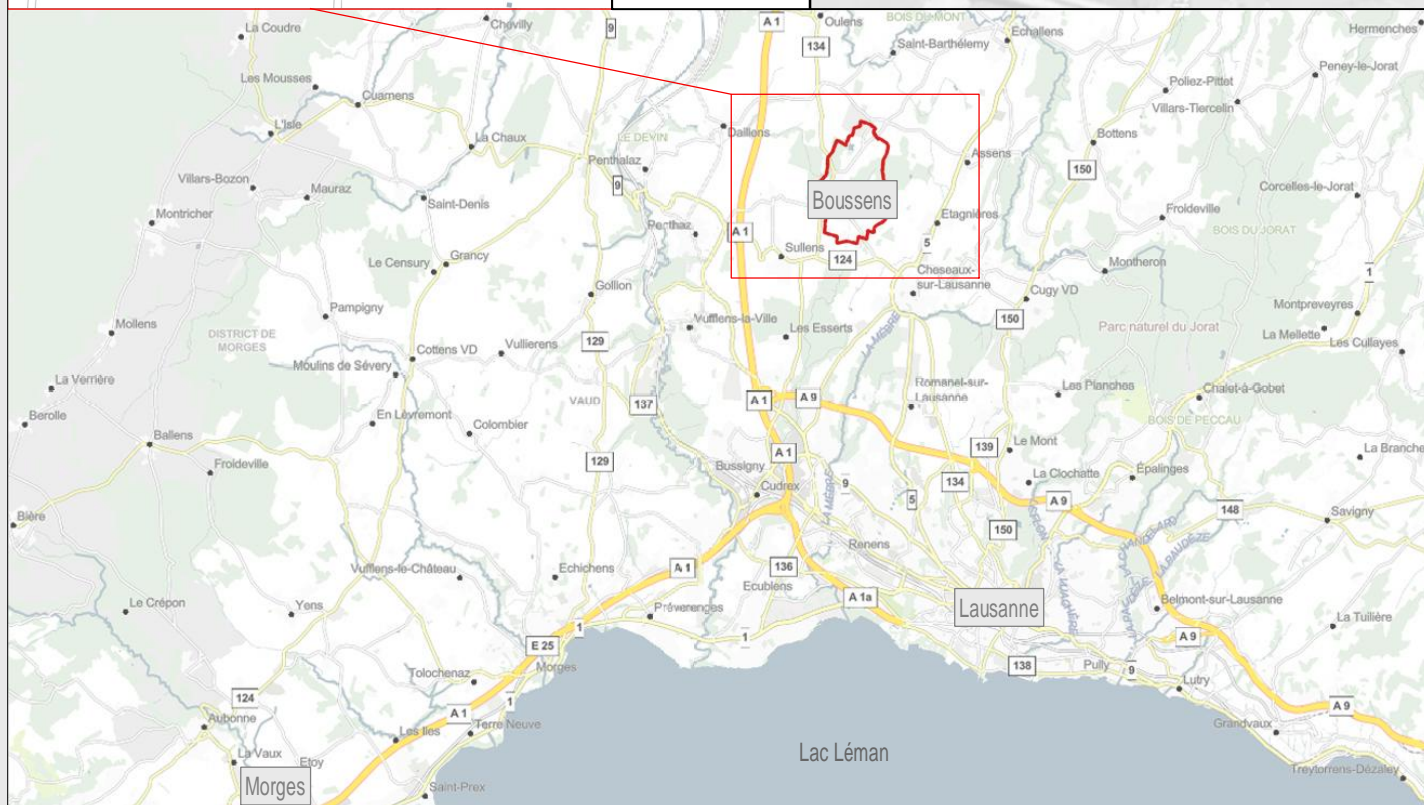 Chevilly
A 1
Oulens
BOIS DU MONT
Hermenches
La Coudre
9
134
Saint-Barthélemy
Echallens
Les Mousses
Cuarnens
Poliez-Pittet
Peney-le-Jorat
Villars-Tiercelin
L'Isle
La Chaux
LE DEVIN
Daillens
Bottens
Penthalaz
Assens
150
Villars-Bozon
Mauraz
9
Saint-Denis
Boussens
Corcelles-le-Jorat
Montricher
Froideville
Penthaz
A 1
Etagnières
BOIS DU JORAT
5
Le Censury
Grancy
Sullens
124
Montheron
1
Gollion
Cheseaux-
sur-Lausanne
Cugy VD
Montpreveyres
Pampigny
150
Mollens
DISTRICT DE
MORGES
Vufflens-la-Ville
Les Esserts
LA MÈBRE
Parc naturel du Jorat
La Mellette
Les Cullayes
129
Cottens VD
Vullierens
Moulins de Sévery
La Verrière
Romanel-sur-
Lausanne
Les Planches
Chalet-à-Gobet
VAUD
137
A 1
A 9
Berolle
En Lèvremont
BOIS DE PECCAU
Ballens
Colombier
139
Le Mont
La Branche
A 1
Froideville
129
Bussigny
La Clochatte
Épalinges
Cudrex
LA MÈBRE
9
134
5
A 9
148
Savigny
Bière
150
Renens
Vufflens-le-Château
Echichens
A 1
136
Ecublens
Le Crépon
Yens
A 1a
Lausanne
Belmont-sur-Lausanne
Préverenges
La Tuilière
1
1
A 9
E 25
Morges
138
Pully
9
Tolochenaz
Lutry
124
1
A 1
A 9
Aubonne
Les Iles
Terre Neuve
Grandvaux
La Vaux
Etoy
Lac Léman
Treytorrens-Dézaley
Morges
Saint-Prex